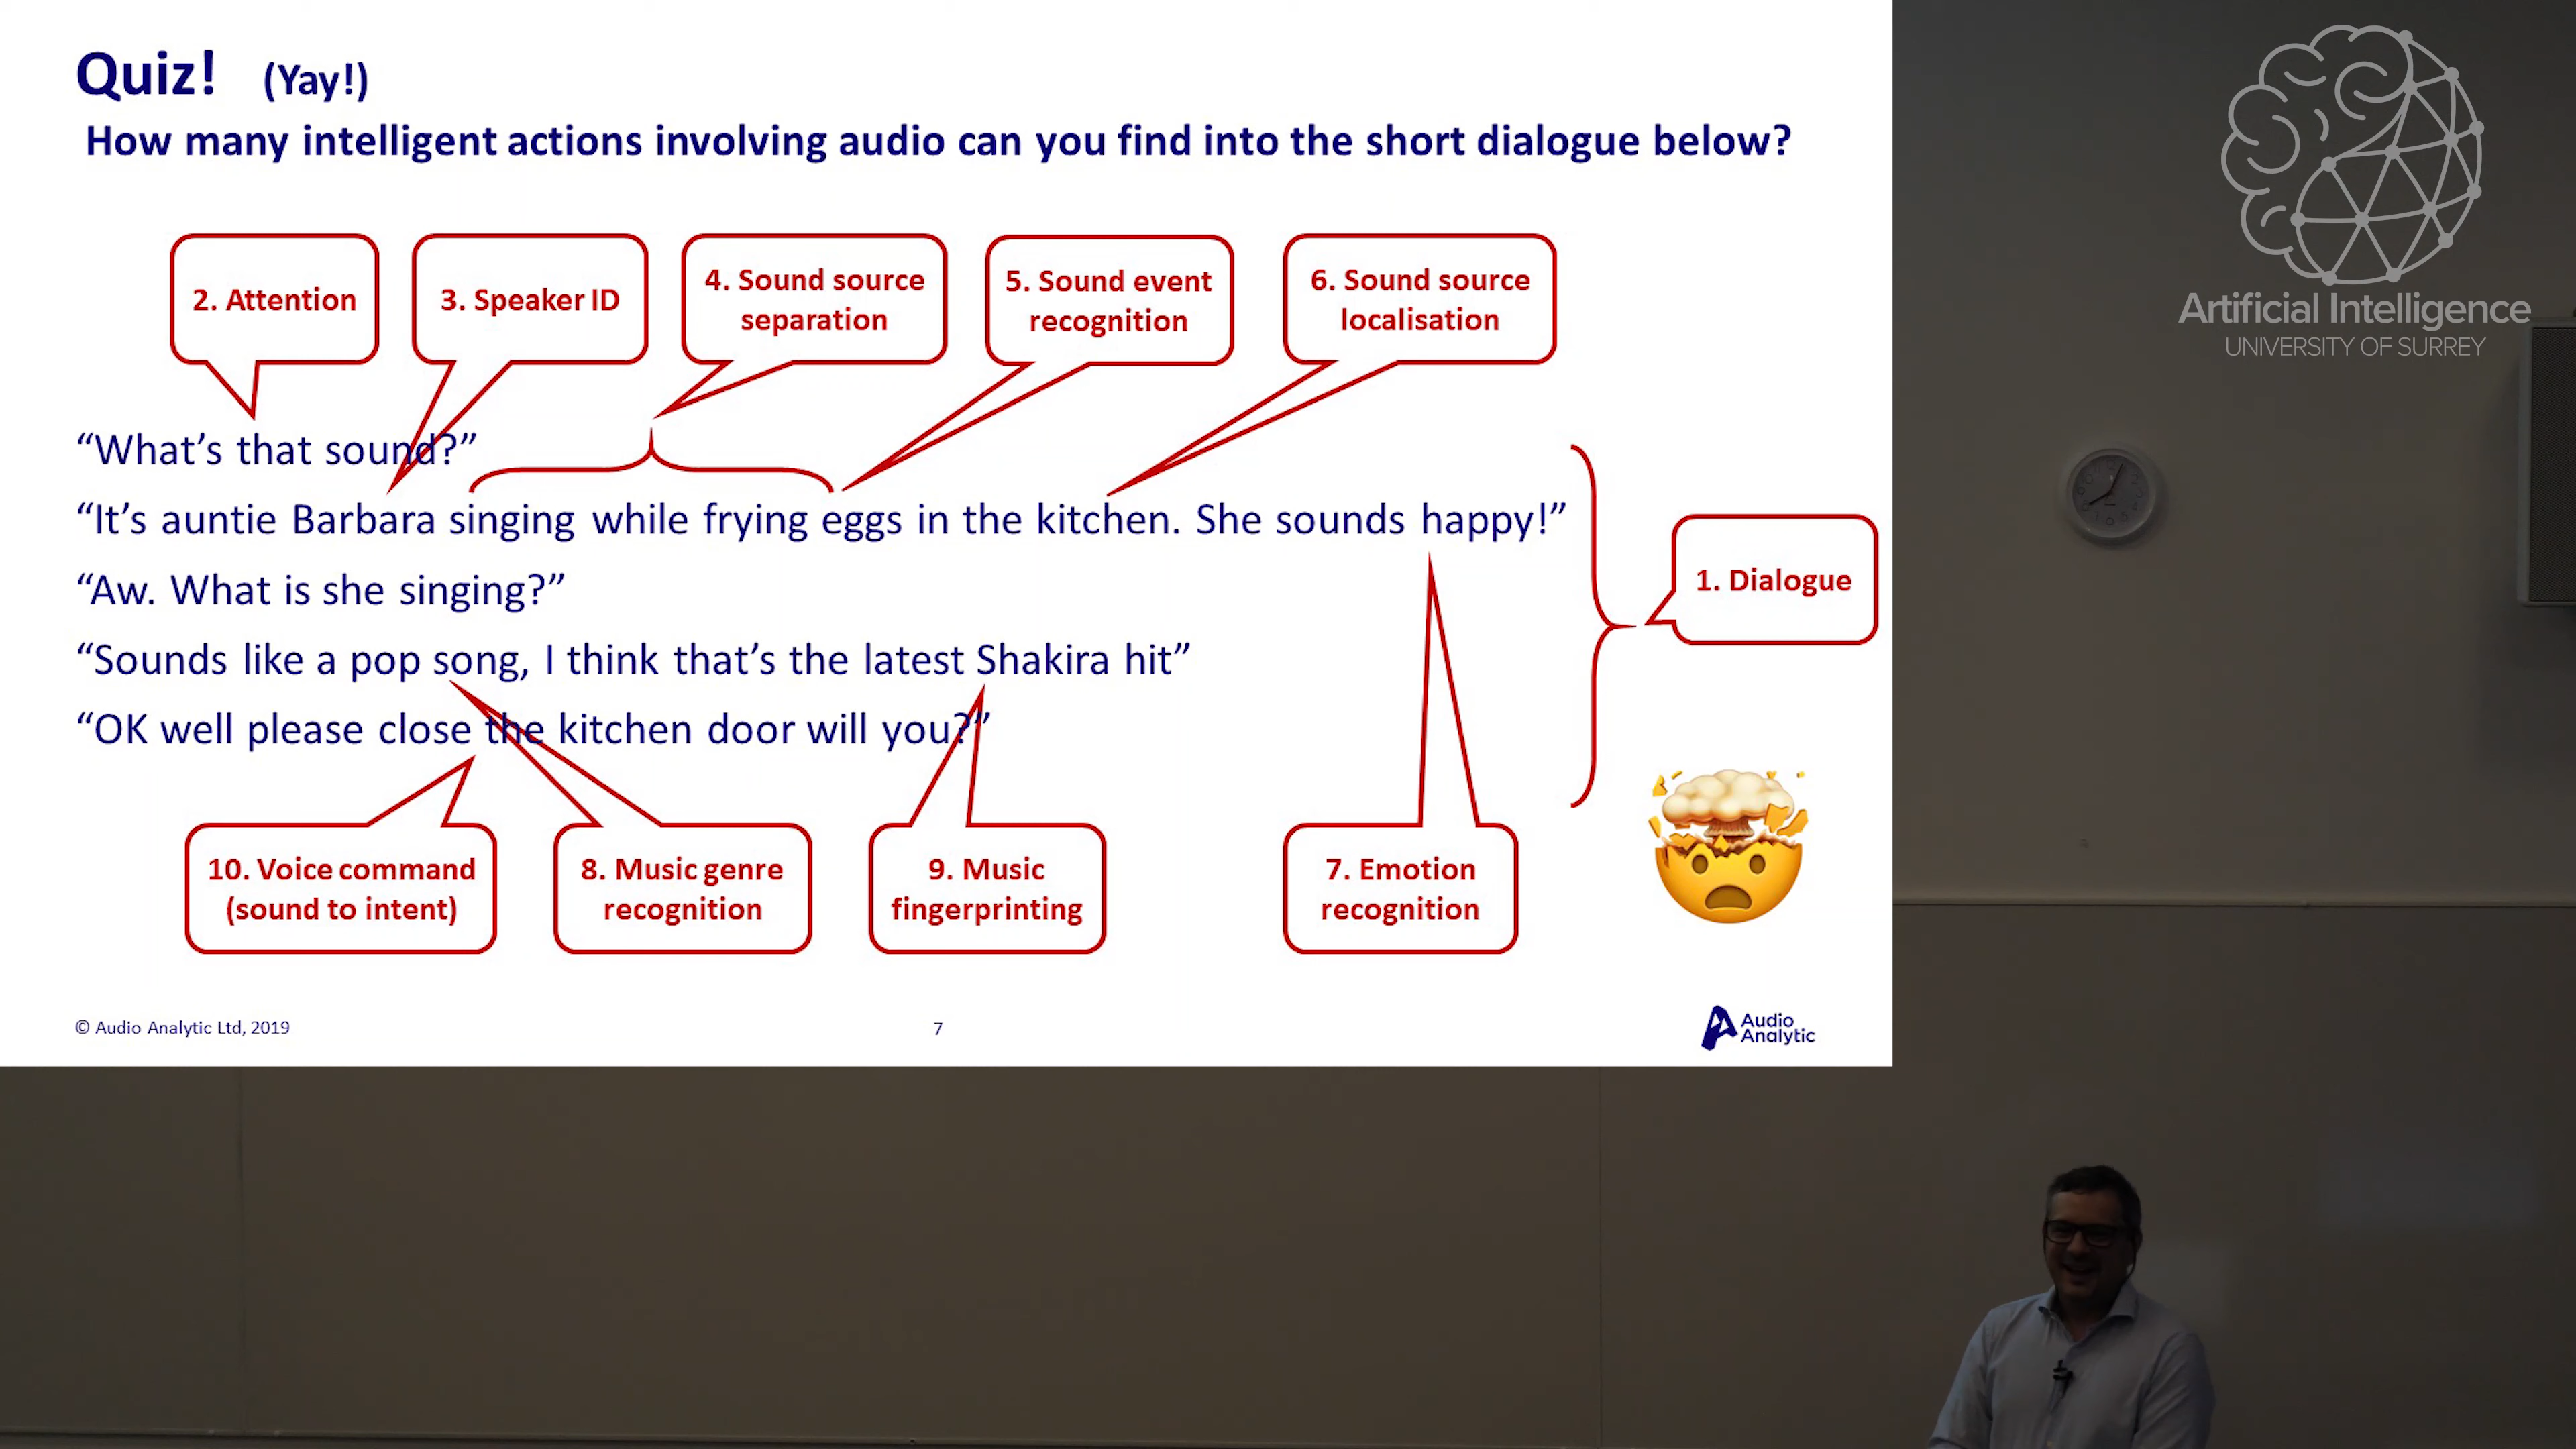 Quiz! (Yay!)
How many intelligent actions involving audio can you find into the short dialogue below?
2. Attention
3. Speaker ID
4. Sound source
separation
5. Sound event
recognition
6. Sound source
localisation
“What’s that sound?”
“It’s auntie Barbara singing while frying eggs in the kitchen. She sounds happy!”
“Aw. What is she singing?”
“Sounds like a pop song, I think that’s the latest Shakira hit”
“OK well please close the kitchen door will you?”
1. Dialogue
10. Voice command
(sound to intent)
8. Music genre
recognition
9. Music
fingerprinting
7. Emotion
recognition
© Audio Analytic Ltd, 2019
7
Audio
Analytic
Artificial Intelligence
UNIVERSITY OF SURREY